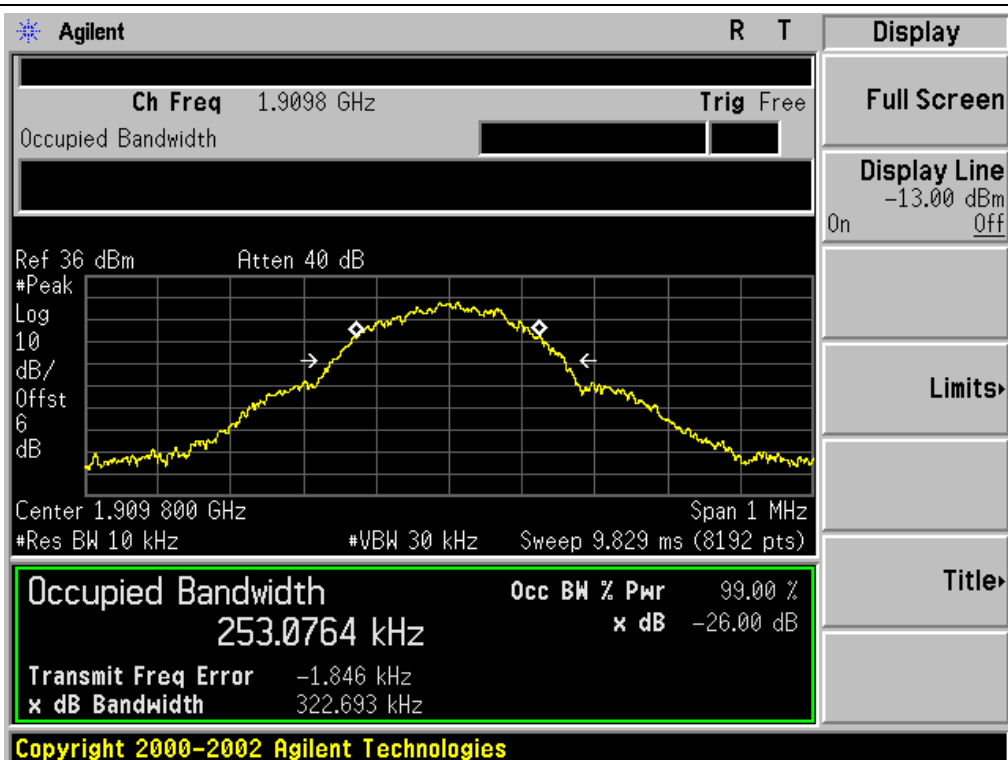 Agilent R T Display
Ch Freq 1.9098 GHz Trig Free
Occupied Bandwidth
Full Screen
Display Line
-13.00 dBm
On Off
Ref 36 dBm Atten 40 dB
#Peak
Log
10
dB/
Offst
6
dB
Limits
Center 1.909 800 GHz Span 1 MHz
#Res BW 10 kHz #VBW 30 kHz Sweep 9.829 ms (8192 pts)
Occupied Bandwidth Occ BW % Pwr 99.00 %
253.0764 kHz x dB -26.00 dB
Title
Transmit Freq Error -1.846 kHz
x dB Bandwidth 322.693 kHz
Copyright 2000-2002 Agilent Technologies